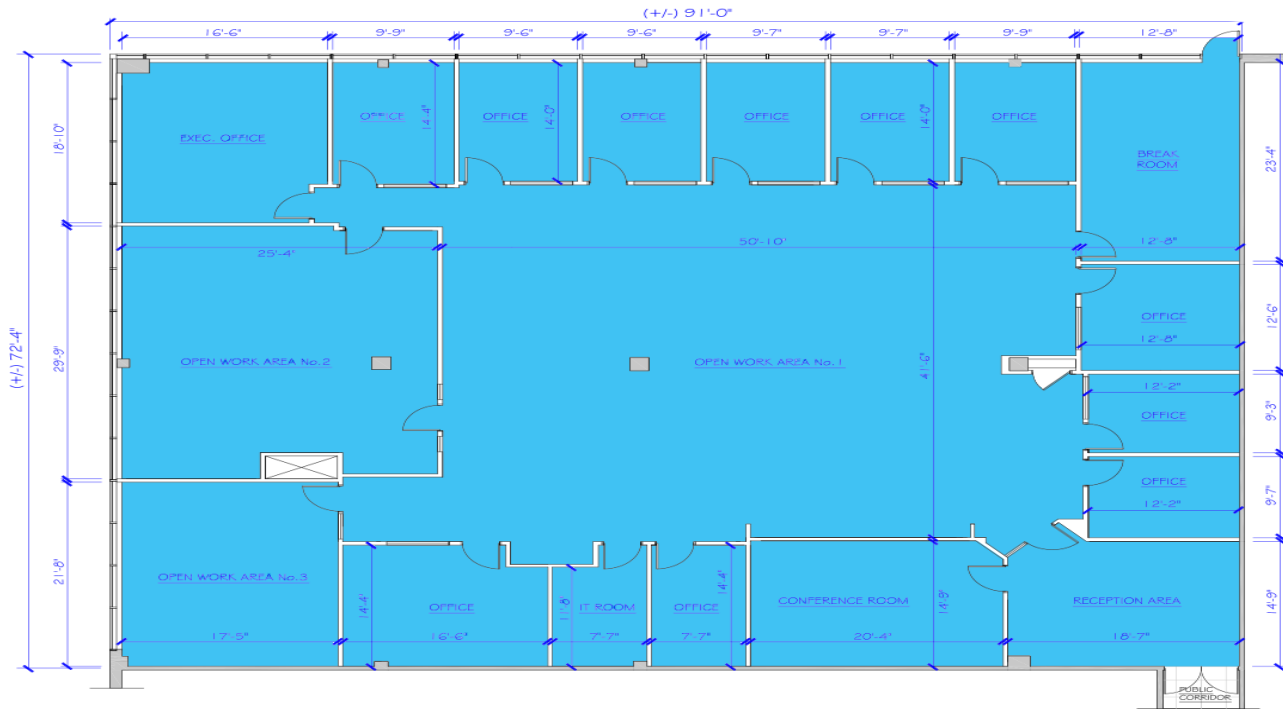 (+/-) 91'-0"
16'-6" 9'-9" 9'-6" 9'-6" 9'-7" 9'-7" 9'-9" 12'-8"
(+/-) 72'-4"
18'-10"
29'-9"
21'-8"
EXEC. OFFICE
OFFICE
14'-4"
OFFICE
14'-0"
OFFICE
OFFICE
OFFICE
14'-0"
OFFICE
BREAK
ROOM
23'-4"
25'-4"
50'-10"
12'-8"
OFFICE
12'-8"
12'-6"
OPEN WORK AREA No.2
OPEN WORK AREA No.1
41'-6"
12'-2"
OFFICE
9'-3"
OFFICE
12'-2"
9'-7"
OPEN WORK AREA No.3
17'-5"
14'-4"
OFFICE
16'-6"
11'-8"
IT ROOM
7'-7"
OFFICE
14'-4"
7'-7"
CONFERENCE ROOM
20'-4"
14'-9"
RECEPTION AREA
18'-7"
14'-9"
PUBLIC
CORRIDOR